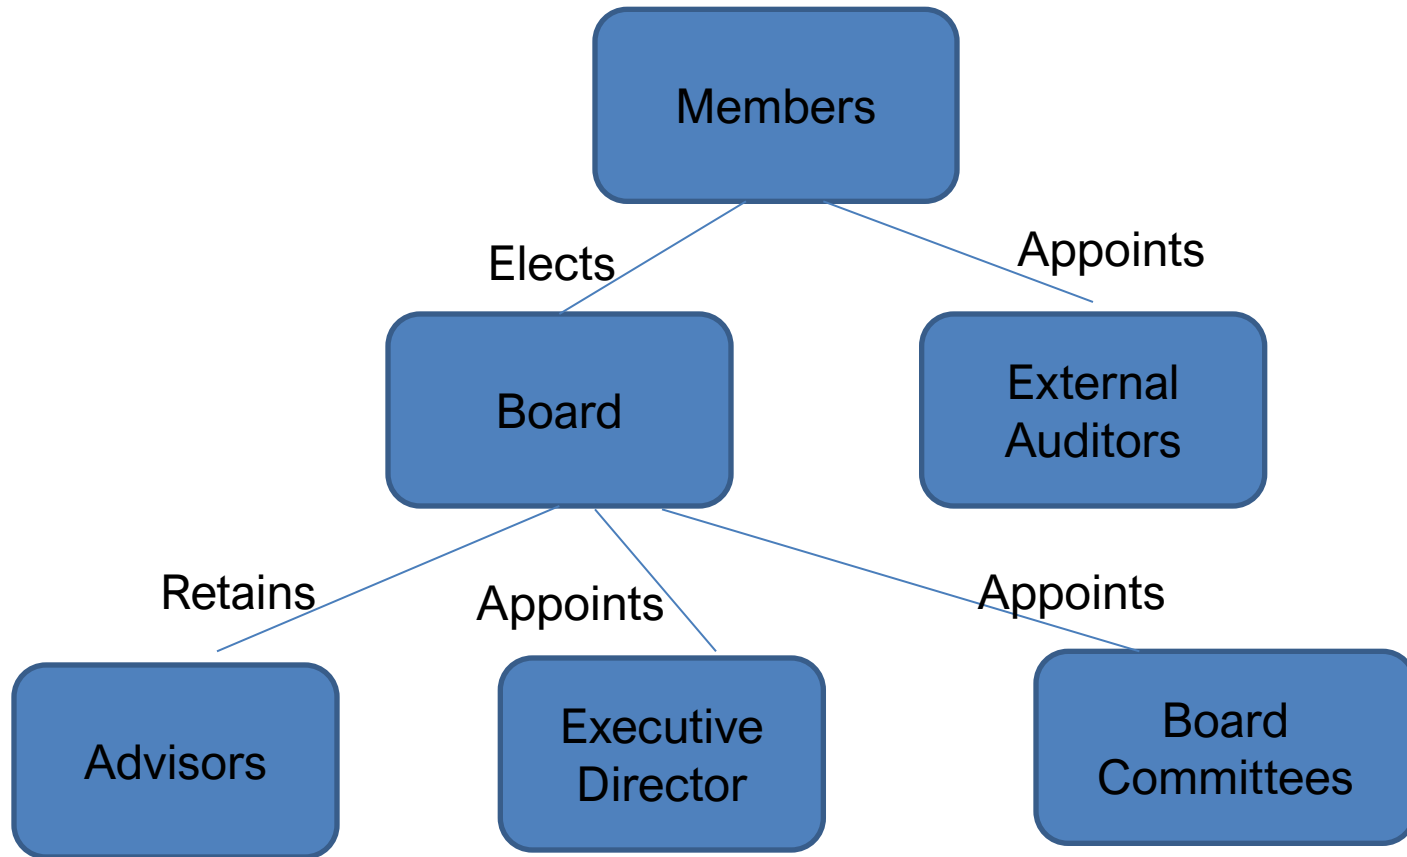 Members
Elects
Appoints
Board
External
Auditors
Retains
Appoints
Appoints
Advisors
Executive
Director
Board
Committees